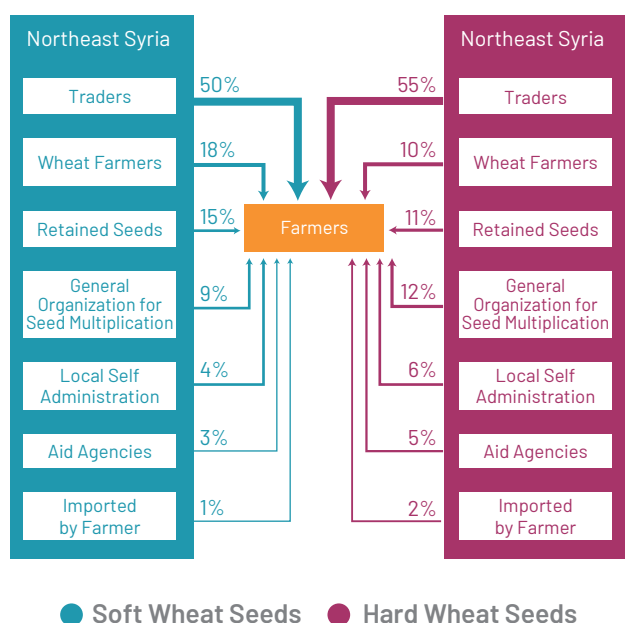 Northeast Syria
Traders
50%
Wheat Farmers
18%
Retained Seeds
15%
General
Organization for
Seed Multiplication
9%
Local Self
Administration
4%
Aid Agencies
3%
Imported
by Farmer
1%
Farmers
Northeast Syria
55%
Traders
10%
Wheat Farmers
11%
Retained Seeds
12%
General
Organization for
Seed Multiplication
6%
Local Self
Administration
5%
Aid Agencies
2%
Imported
by Farmer
Soft Wheat Seeds
Hard Wheat Seeds